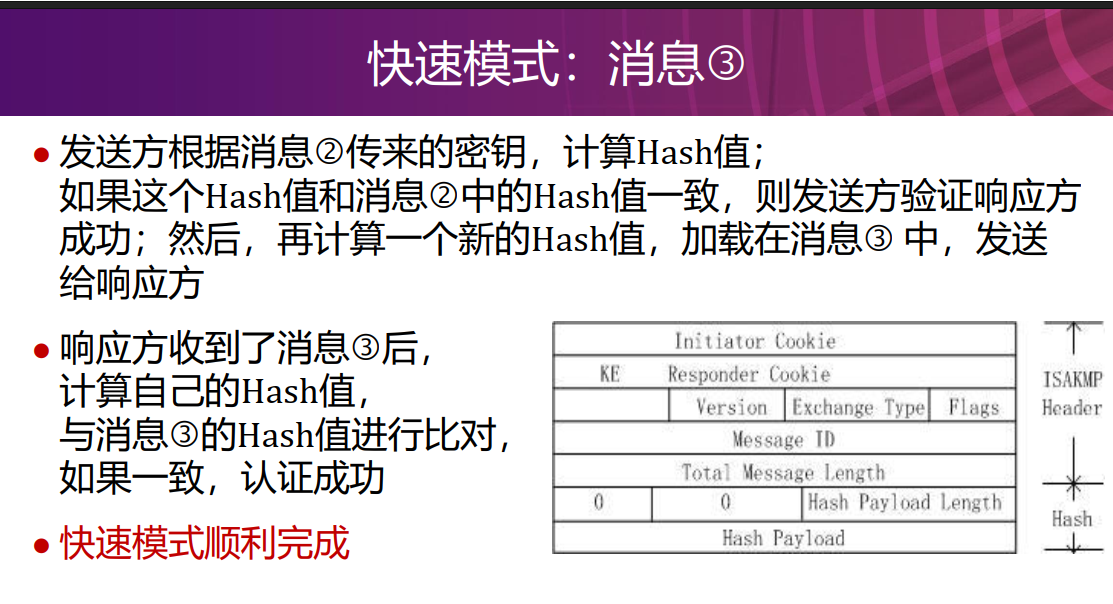 快速模式：消息③
● 发送方根据消息②传来的密钥，计算Hash值；
如果这个Hash值和消息②中的Hash值一致，则发送方验证响应方
成功；然后，再计算一个新的Hash值，加载在消息③ 中，发送
给响应方
● 响应方收到了消息③后，
计算自己的Hash值，
与消息③的Hash值进行比对，
如果一致，认证成功
● 快速模式顺利完成
Initiator Cookie
KE Responder Cookie
Version Exchange Type Flags
Message ID
Total Message Length
0 0 Hash Payload Length
Hash Payload
ISAKMP
Header
Hash